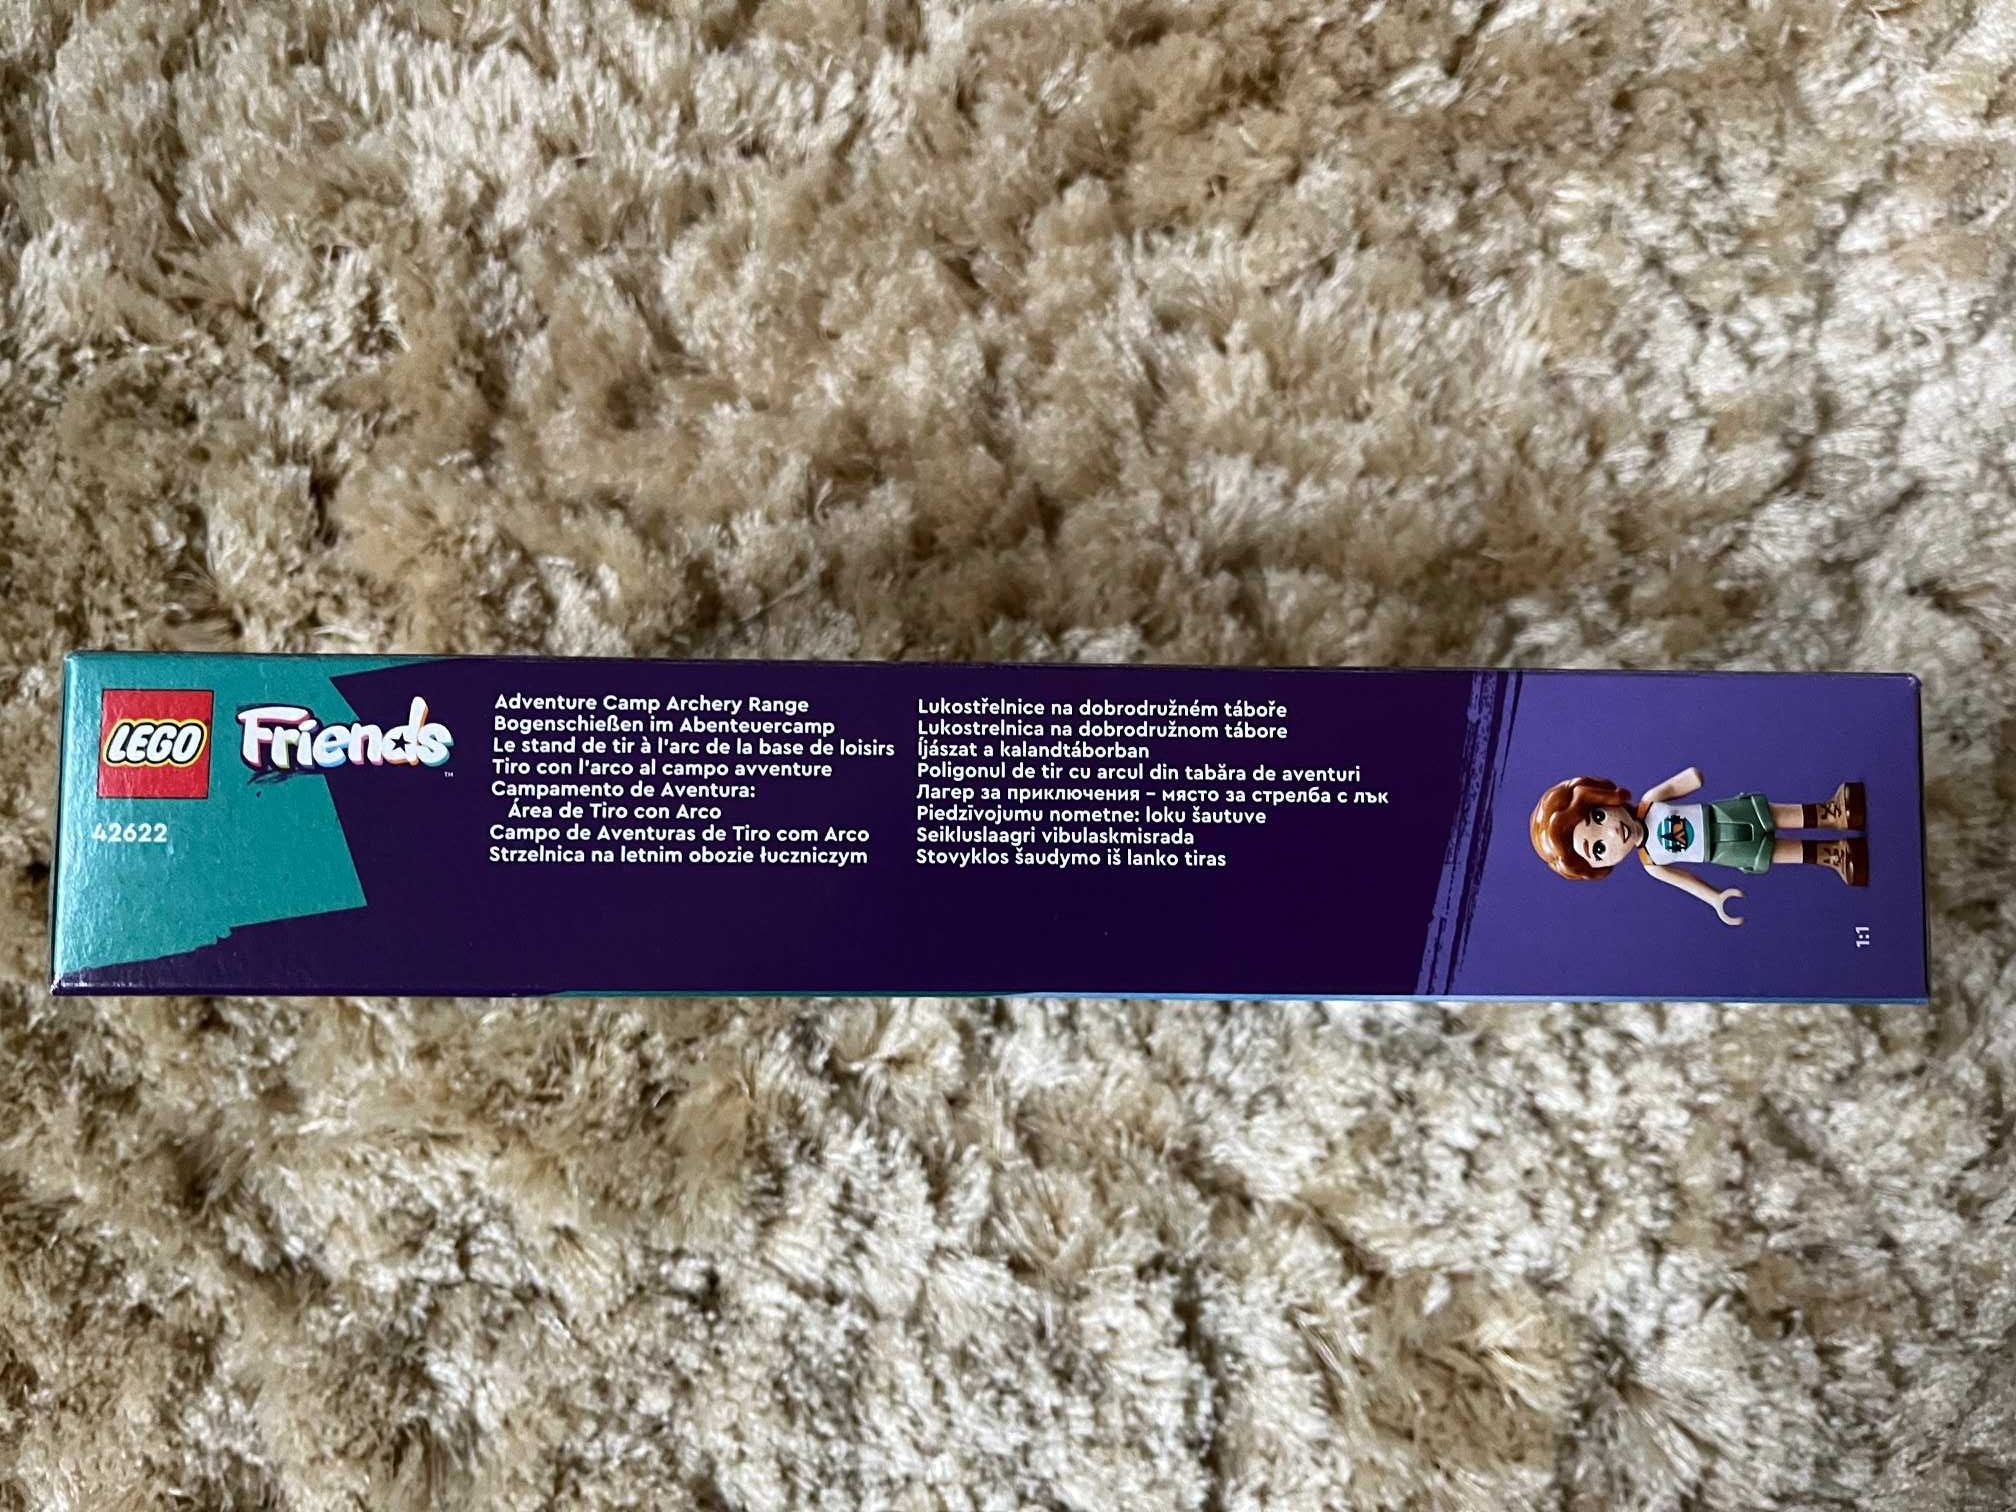 LEGO
Friends
TM
42622
Adventure Camp Archery Range
Bogenschießen im Abenteuercamp
Le stand de tir à l'arc de la base de loisirs
Tiro con l'arco al campo avventure
Campamento de Aventura:
Área de Tiro con Arco
Campo de Aventuras de Tiro com Arco
Strzelnica na letnim obozie łuczniczym
Lukostřelnice na dobrodružném táboře
Lukostrelnica na dobrodružnom tábore
Íjászat a kalandtáborban
Poligonul de tir cu arcul din tabăra de aventuri
Лагер за приключения – място за стрелба с лък
Piedzīvojumu nometne: loku šautuve
Seikluslaagri vibulaskmisrada
Stovyklos šaudymo iš lanko tiras
1:1